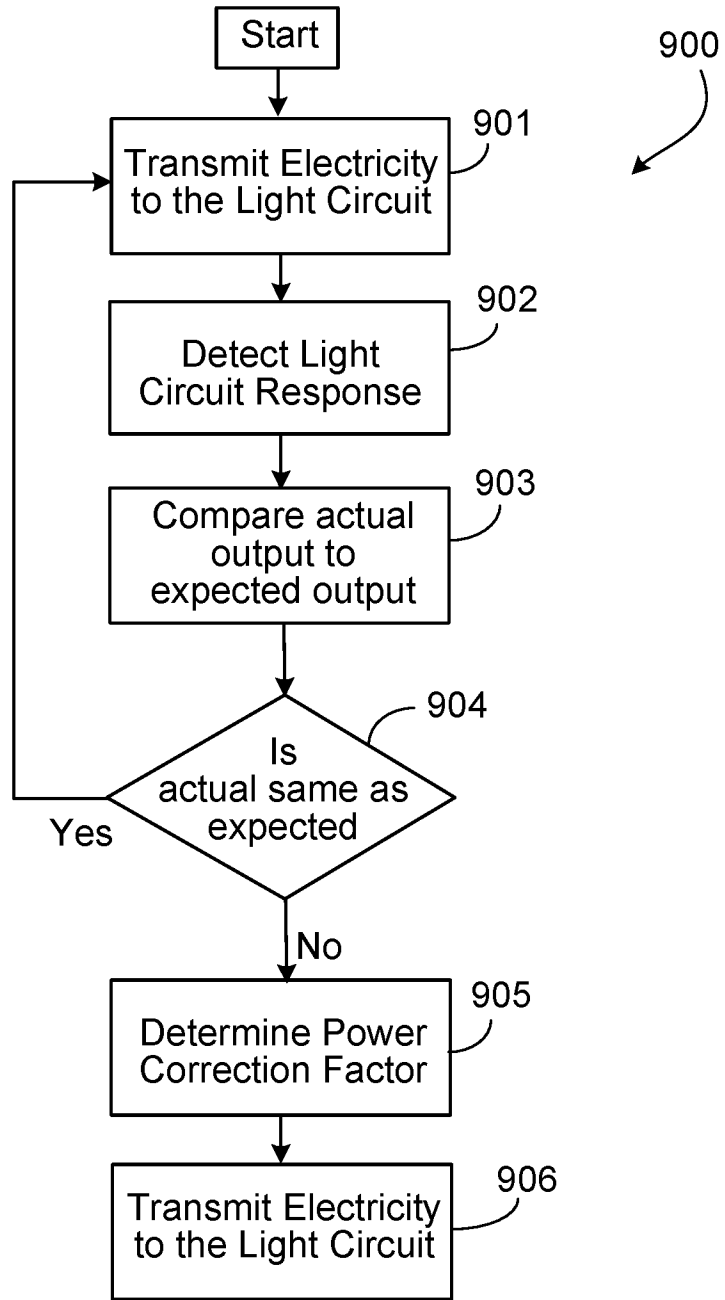 Start
900
901
Transmit Electricity
to the Light Circuit
902
Detect Light
Circuit Response
903
Compare actual
output to
expected output
904
Is
actual same as
expected
Yes
No
905
Determine Power
Correction Factor
906
Transmit Electricity
to the Light Circuit